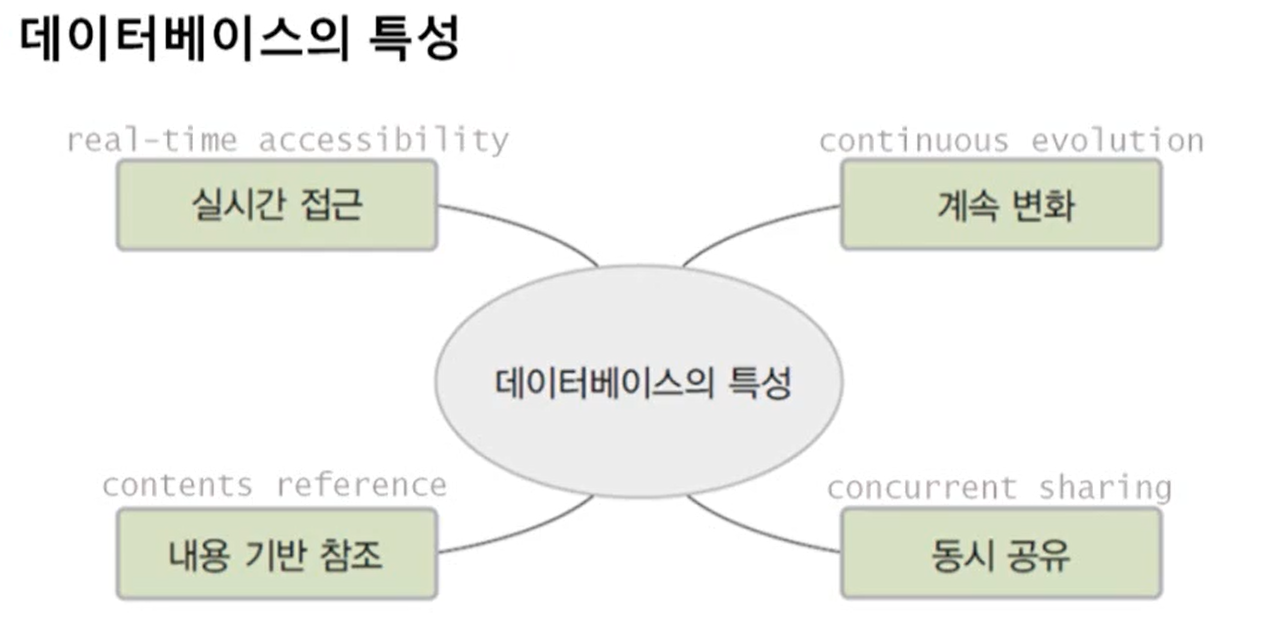 데이터베이스의 특성
real-time accessibility
실시간 접근
continuous evolution
계속 변화
데이터베이스의 특성
contents reference
내용 기반 참조
concurrent sharing
동시 공유